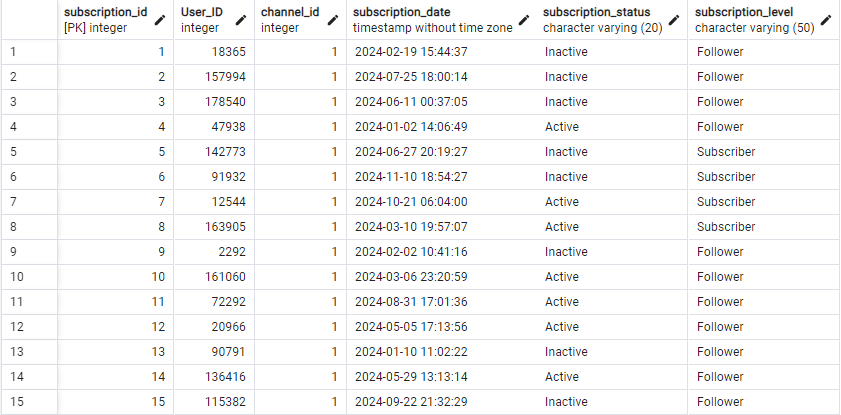 subscription_id User_ID channel_id subscription_date subscription_status subscription_level
[PK] integer integer integer timestamp without time zone character varying (20) character varying (50)
1 1 18365 1 2024-02-19 15:44:37 Inactive Follower
2 2 157994 1 2024-07-25 18:00:14 Inactive Follower
3 3 178540 1 2024-06-11 00:37:05 Inactive Follower
4 4 47938 1 2024-01-02 14:06:49 Active Follower
5 5 142773 1 2024-06-27 20:19:27 Inactive Subscriber
6 6 91932 1 2024-11-10 18:54:27 Inactive Subscriber
7 7 12544 1 2024-10-21 06:04:00 Active Subscriber
8 8 163905 1 2024-03-10 19:57:07 Active Subscriber
9 9 2292 1 2024-02-02 10:41:16 Inactive Follower
10 10 161060 1 2024-03-06 23:20:59 Active Follower
11 11 72292 1 2024-08-31 17:01:36 Active Follower
12 12 20966 1 2024-05-05 17:13:56 Active Follower
13 13 90791 1 2024-01-10 11:02:22 Inactive Follower
14 14 136416 1 2024-05-29 13:13:14 Active Follower
15 15 115382 1 2024-09-22 21:32:29 Inactive Follower